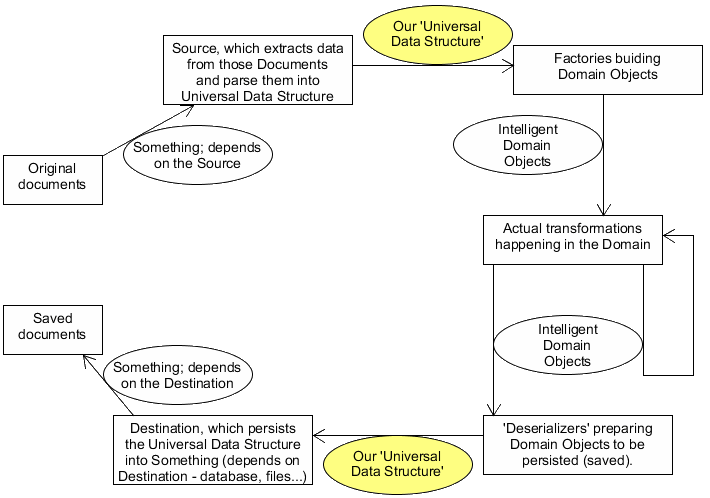 Our 'Universal
Data Structure'
Source, which extracts data
from those Documents
and parse them into
Universal Data Structure
Factories buiding
Domain Objects
Something; depends
on the Source
Intelligent
Domain
Objects
Original
documents
Actual transformations
happening in the Domain
Saved
documents
Intelligent
Domain
Objects
Something; depends
on the Destination
Destination, which persists
the Universal Data Structure
into Something (depends on
Destination - database, files...)
Our 'Universal
Data Structure'
'Deserializers' preparing
Domain Objects to be
persisted (saved).